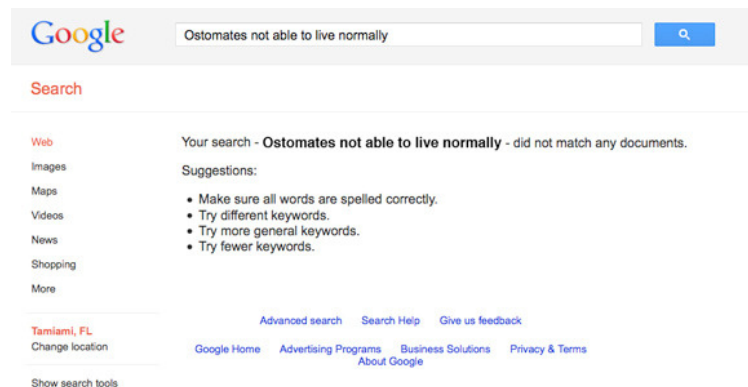 Google
Ostomates not able to live normally
Search
Web
Images
Maps
Videos
News
Shopping
More
Tamiami, FL
Change location
Show search tools
Your search - Ostomates not able to live normally - did not match any documents.
Suggestions:
• Make sure all words are spelled correctly.
• Try different keywords.
• Try more general keywords.
• Try fewer keywords.
Advanced search Search Help Give us feedback
Google Home Advertising Programs Business Solutions Privacy & Terms
About Google